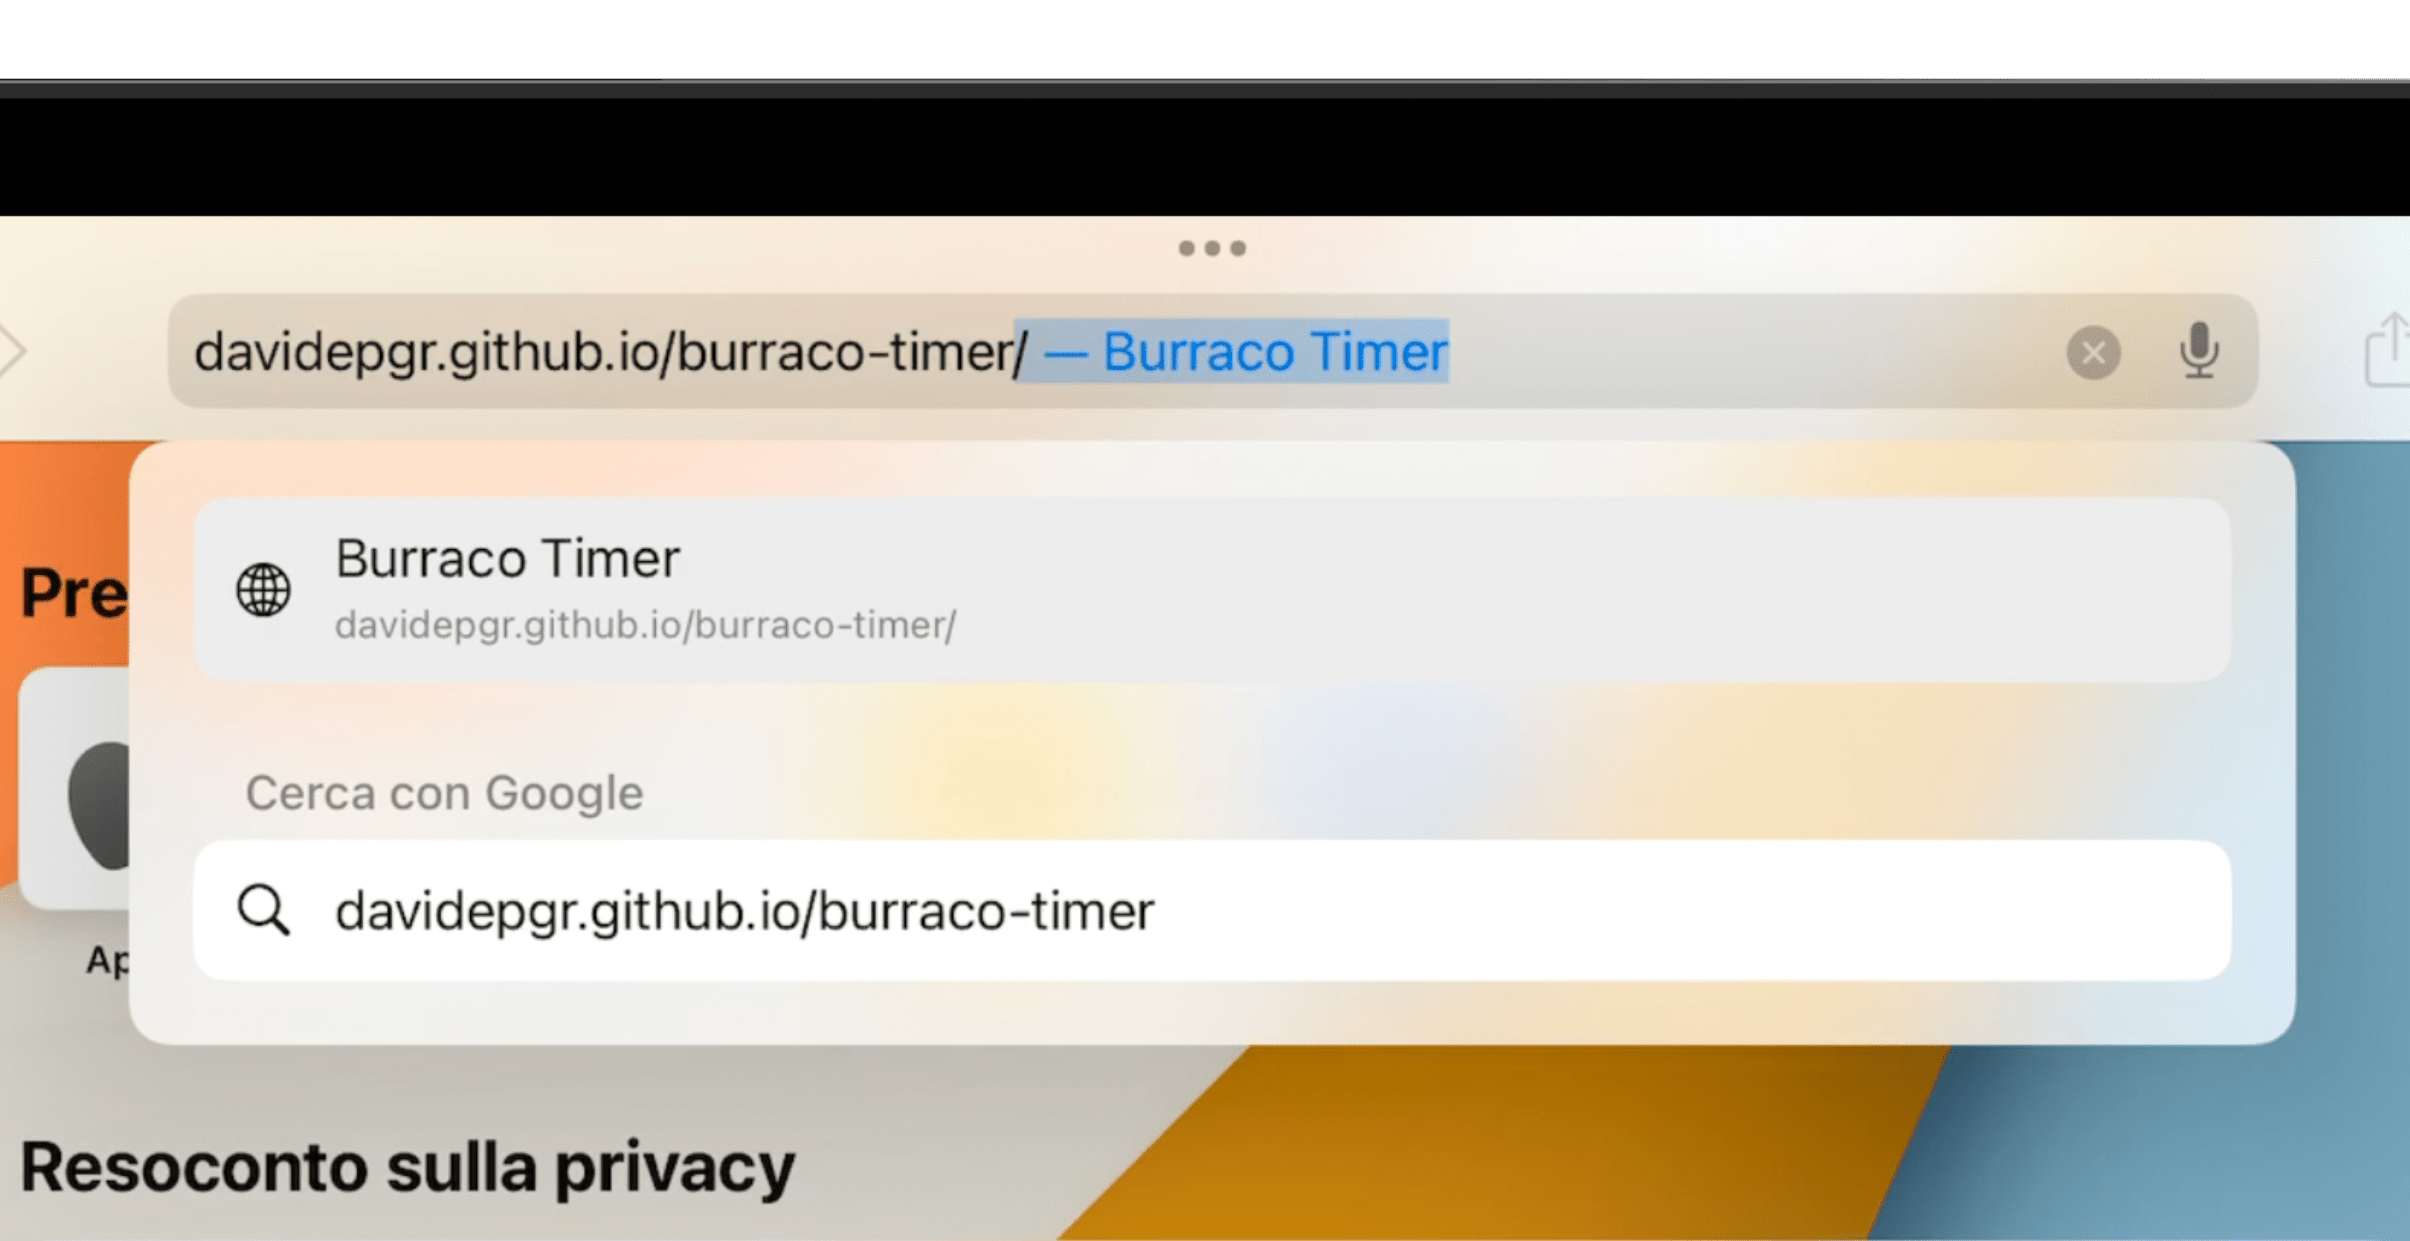 davidepgr.github.io/burraco-timer/ — Burraco Timer
Burraco Timer
davidepgr.github.io/burraco-timer/
Cerca con Google
davidepgr.github.io/burraco-timer
Pre
Ap
Resoconto sulla privacy